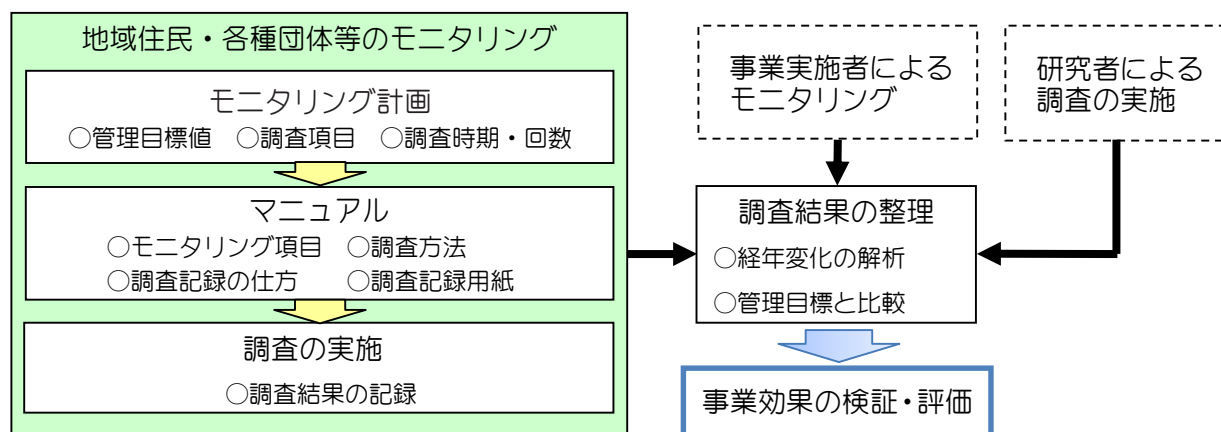 地域住民・各種団体等のモニタリング
モニタリング計画
○管理目標値 ○調査項目 ○調査時期・回数
マニュアル
○モニタリング項目 ○調査方法
○調査記録の仕方 ○調査記録用紙
調査の実施
○調査結果の記録
事業実施者による
モニタリング
研究者による
調査の実施
調査結果の整理
○経年変化の解析
○管理目標と比較
事業効果の検証・評価